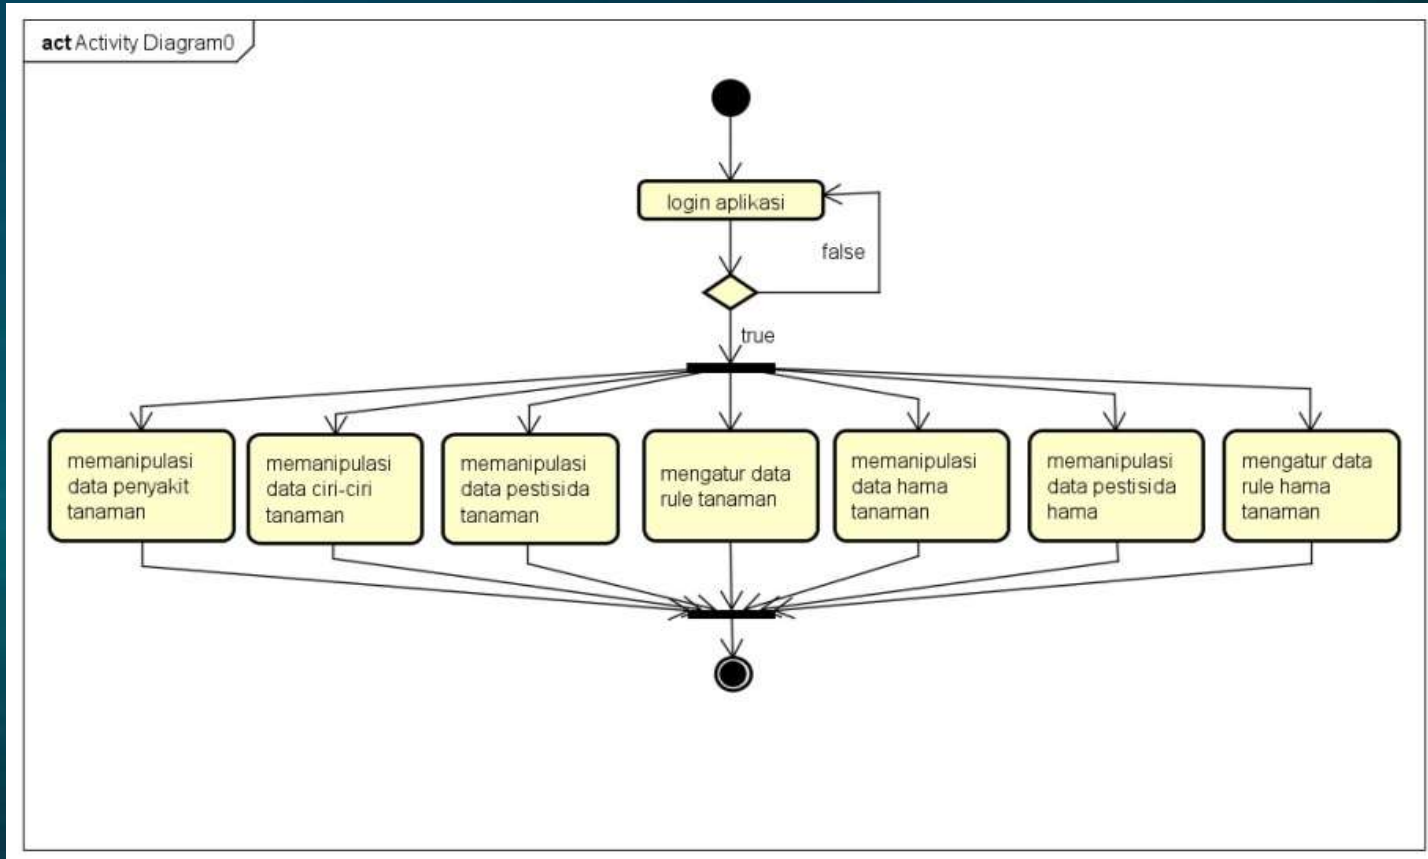 act Activity Diagram0
login aplikasi
false
true
memanipulasi
data penyakit
tanaman
memanipulasi
data ciri-ciri
tanaman
memanipulasi
data pestisida
tanaman
mengatur data
rule tanaman
memanipulasi
data hama
tanaman
memanipulasi
data pestisida
hama
mengatur data
rule hama
tanaman